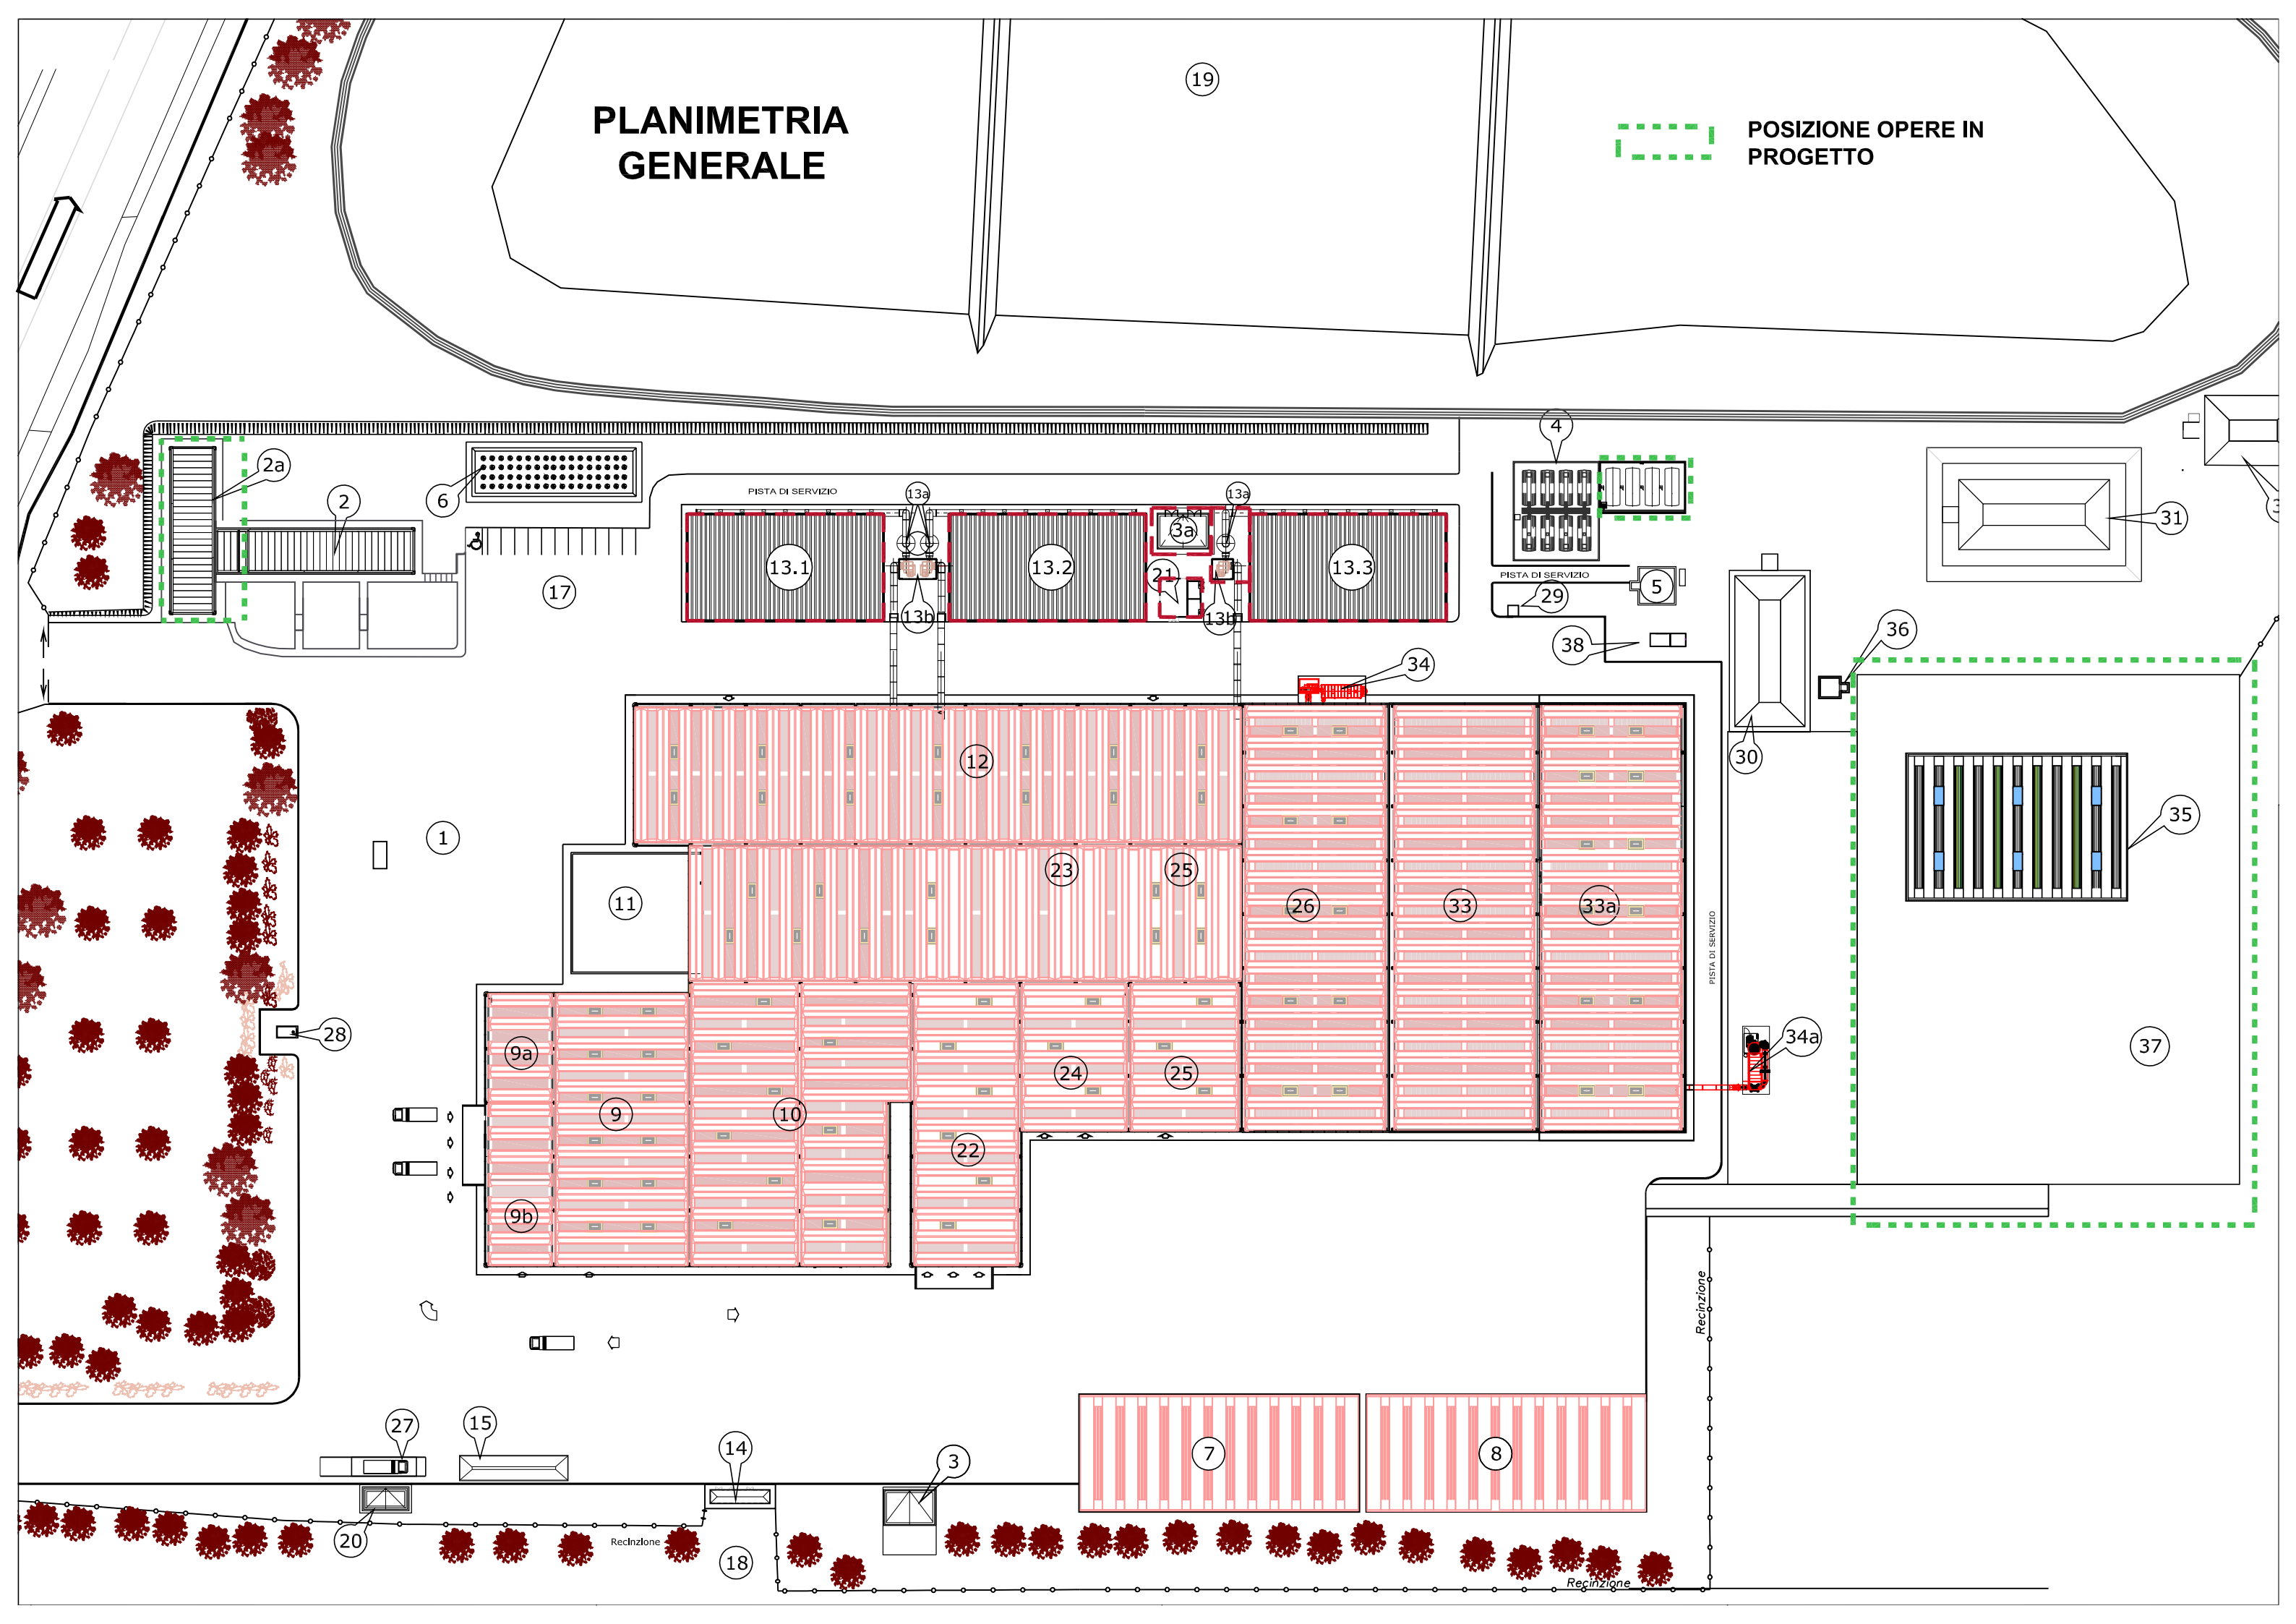 19
PLANIMETRIA
GENERALE
POSIZIONE OPERE IN
PROGETTO
4
2a
2
6
PISTA DI SERVIZIO
13a
13a
3a
31
13.1
13.2
13.3
21
17
13b
13b
PISTA DI SERVIZIO
5
29
38
36
34
30
12
1
11
23
25
26
33
33a
35
PISTA DI SERVIZIO
28
9a
24
25
34a
37
9
10
22
9b
Recinzione
27
15
14
3
7
8
20
Recinzione
18
Recinzione